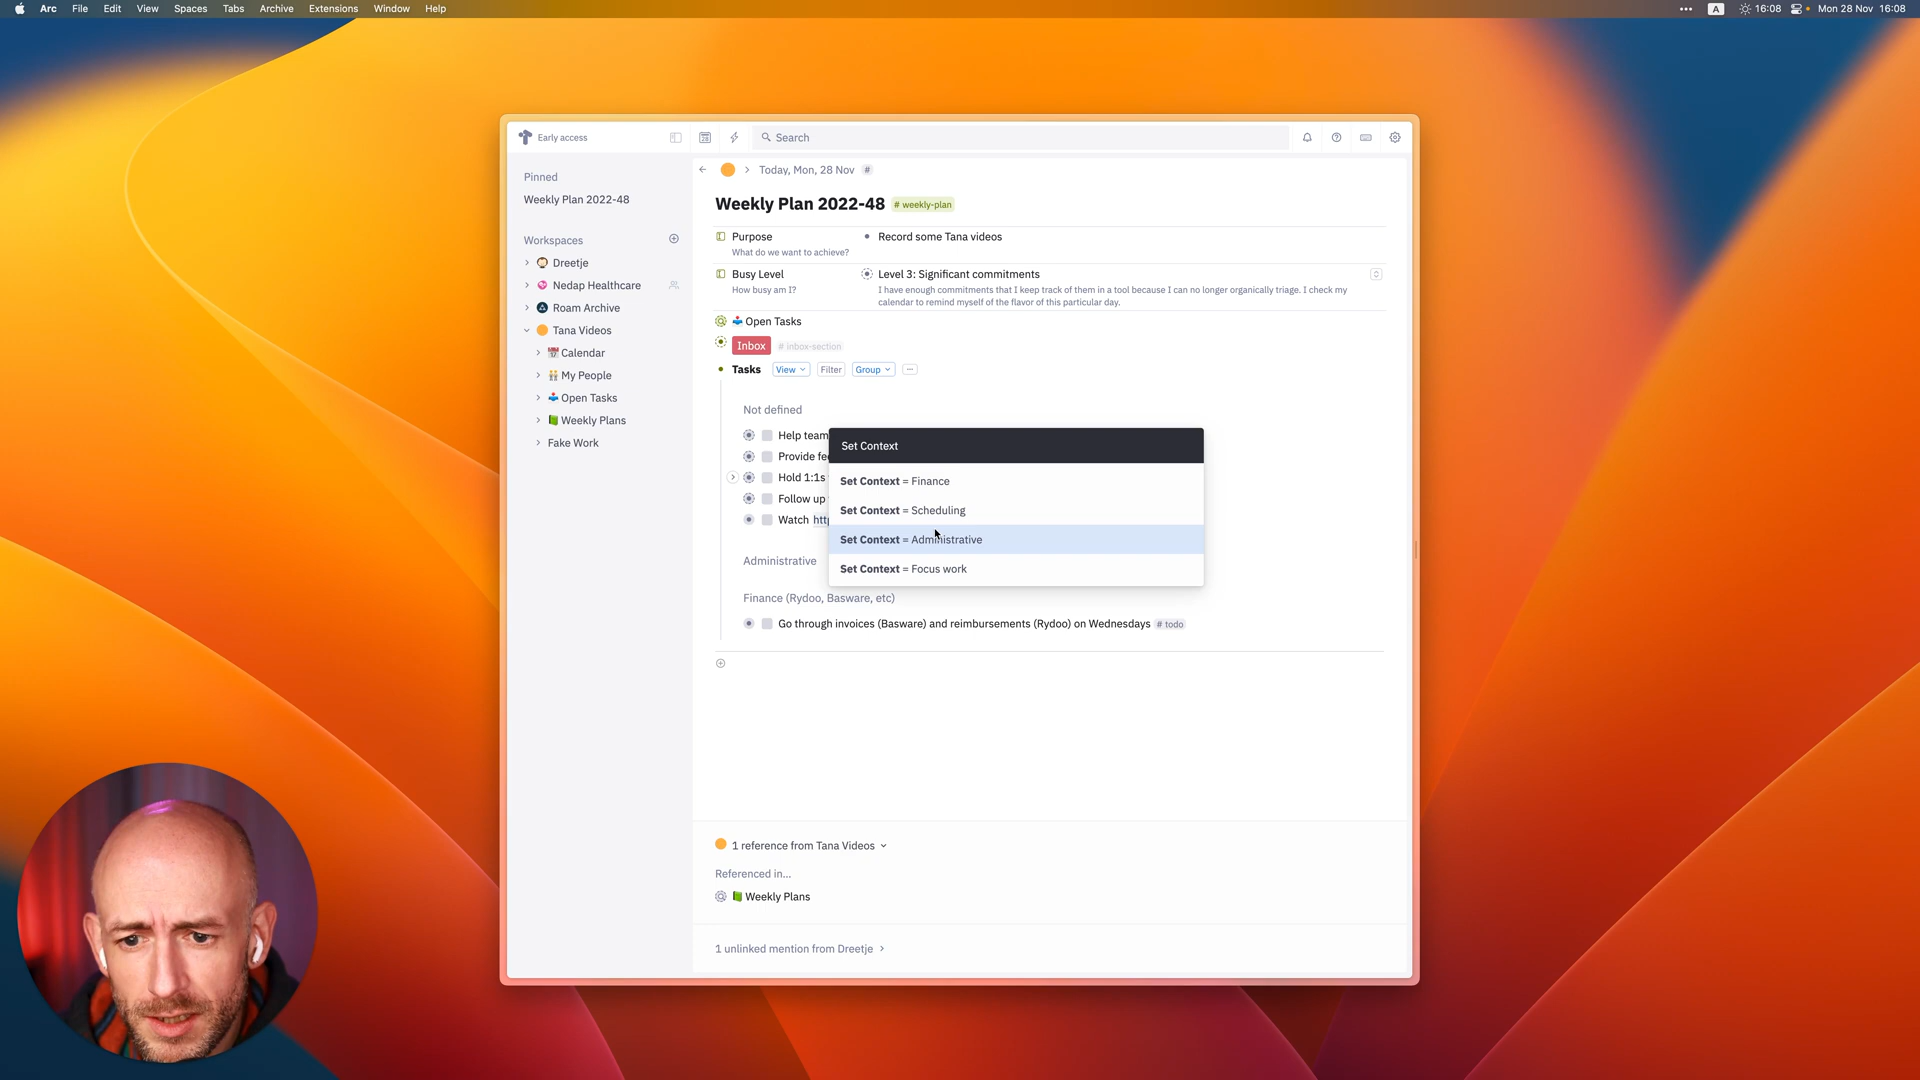 Arc File Edit View Spaces Tabs Archive Extensions Window Help
A 16:08 Mon 28 Nov 16:08
Early access
Search
Pinned
Weekly Plan 2022-48
Workspaces
Dreetje
Nedap Healthcare
Roam Archive
Tana Videos
Calendar
My People
Open Tasks
Weekly Plans
Fake Work
Today, Mon, 28 Nov #
Weekly Plan 2022-48 # weekly-plan
Purpose
What do we want to achieve?
Record some Tana videos
Busy Level
How busy am I?
Level 3: Significant commitments
I have enough commitments that I keep track of them in a tool because I can no longer organically triage. I check my
calendar to remind myself of the flavor of this particular day.
Open Tasks
Inbox # inbox-section
Tasks View Filter Group
Not defined
Help team
Provide fe
Hold 1:1s
Follow up
Watch htt
Set Context
Set Context = Finance
Set Context = Scheduling
Set Context = Administrative
Set Context = Focus work
Administrative
Finance (Rydoo, Basware, etc)
Go through invoices (Basware) and reimbursements (Rydoo) on Wednesdays # todo
1 reference from Tana Videos
Referenced in...
Weekly Plans
1 unlinked mention from Dreetje